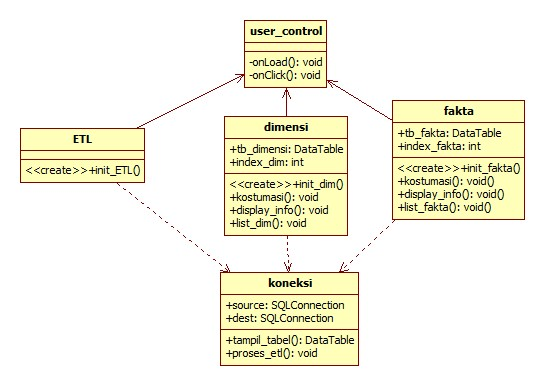 user_control
-onLoad(): void
-onClick(): void
ETL
<<create>>+init_ETL()
dimensi
+tb_dimensi: DataTable
+index_dim: int
<<create>>+init_dim()
+kostumasi(): void
+display_info(): void
+list_dim(): void
fakta
+tb_fakta: DataTable
+index_fakta: int
<<create>>+init_fakta()
+kostumasi(): void()
+display_info(): void()
+list_fakta(): void()
koneksi
+source: SQLConnection
+dest: SQLConnection
+tampil_tabel(): DataTable
+proses_etl(): void